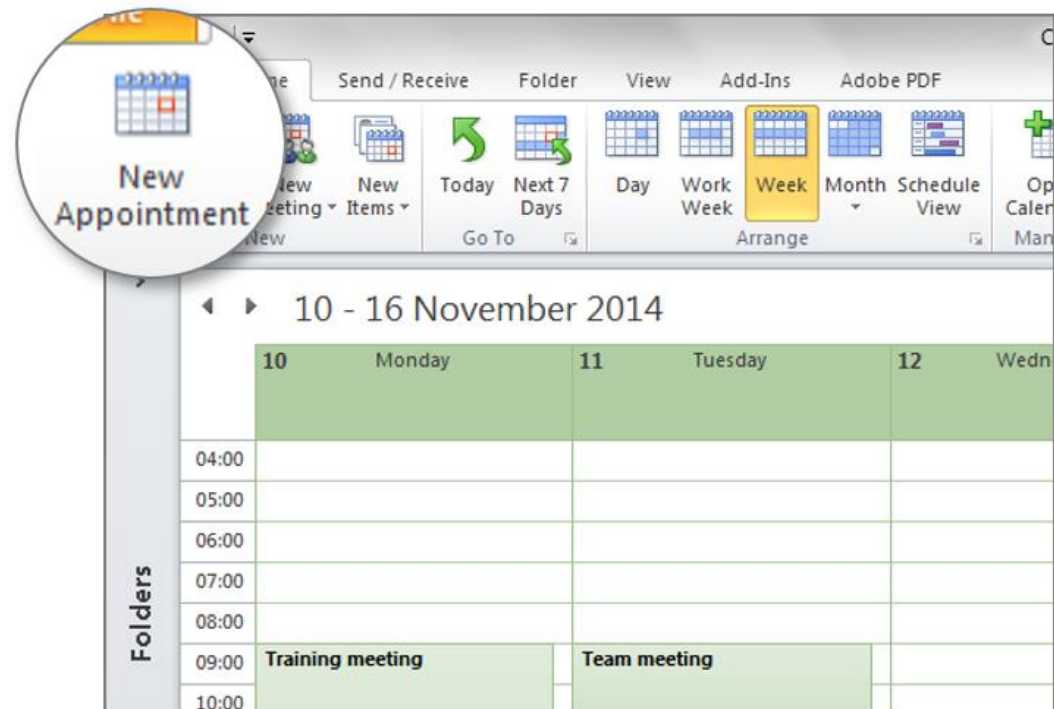 New
Appointment
Send / Receive Folder View Add-Ins Adobe PDF
New
Items
Today
Next 7
Days
Day
Work
Week
Week
Month
Schedule
View
New
Go To
Arrange
10 - 16 November 2014
10 Monday 11 Tuesday 12
04:00
05:00
06:00
07:00
08:00
09:00 Training meeting Team meeting
10:00
Folders